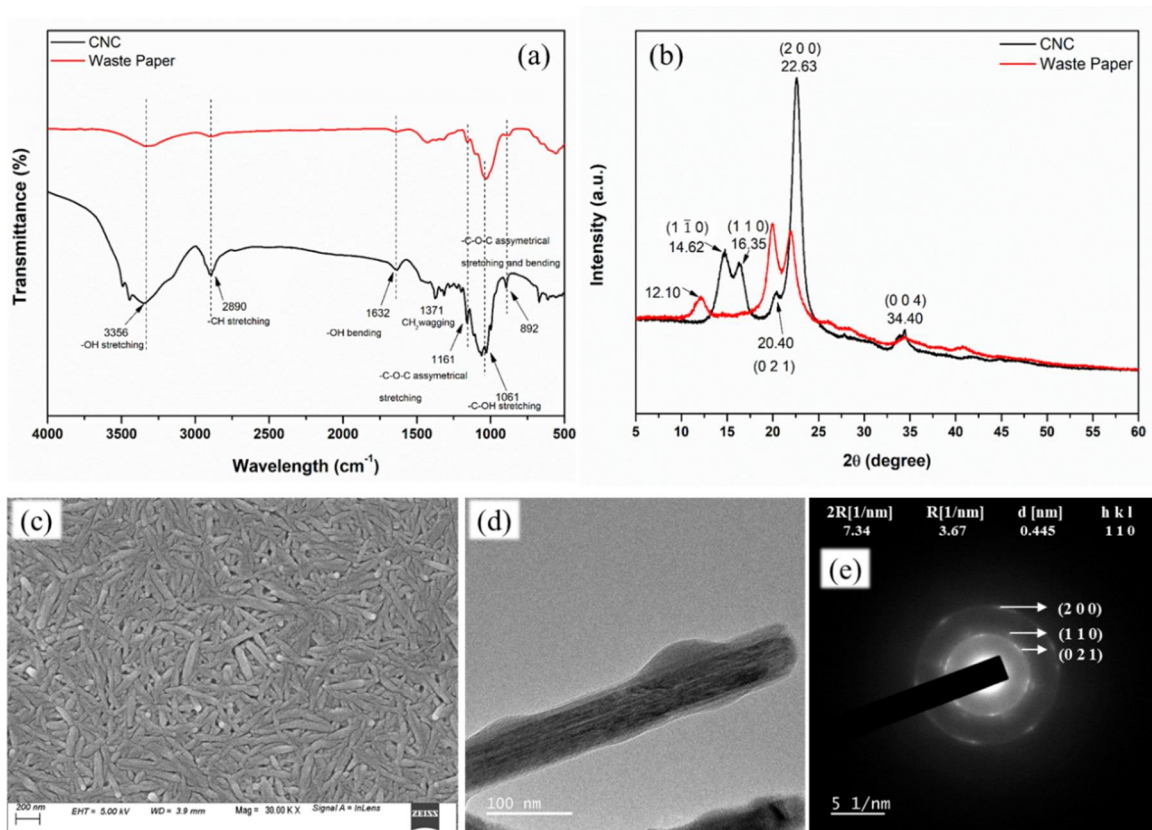 (a)
CNC
Waste Paper
Transmittance (%)
-C-O-C assymetrical
stretching and bending
3356
-OH stretching
2890
-CH stretching
1632
-OH bending
1371
CH2 wagging
1161
-C-O-C assymetrical
stretching
892
1061
-C-OH stretching
4000 3500 3000 2500 2000 1500 1000 500
Wavelength (cm⁻¹)
(b)
CNC
Waste Paper
Intensity (a.u.)
(2 0 0)
22.63
(1 1̅ 0)
14.62
(1 1 0)
16.35
12.10
20.40
(0 2 1)
(0 0 4)
34.40
5 10 15 20 25 30 35 40 45 50 55 60
2θ (degree)
(c)
200 nm EHT = 5.00 kV WD = 3.9 mm Mag = 30.00 K X Signal A = InLens ZEISS
(d)
100 nm
(e)
2R[1/nm] R[1/nm] d [nm] h k l
7.34 3.67 0.445 1 1 0
(2 0 0)
(1 1 0)
(0 2 1)
5 1/nm